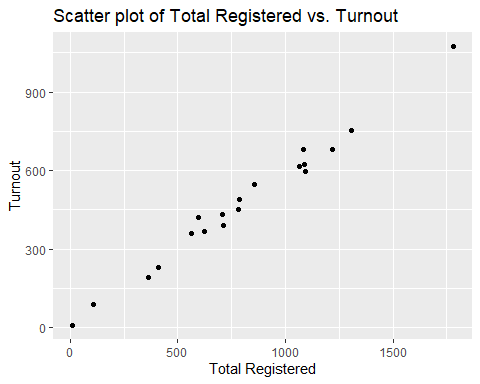 Scatter plot of Total Registered vs. Turnout
900
600
300
0
Turnout
0 500 1000 1500
Total Registered